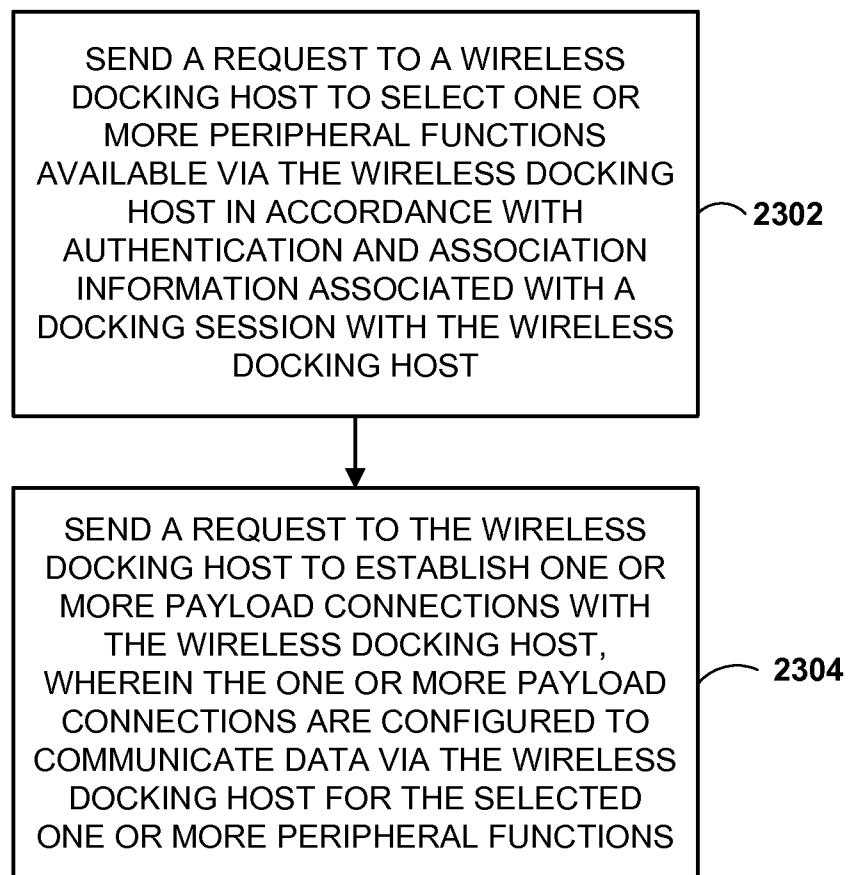 SEND A REQUEST TO A WIRELESS
DOCKING HOST TO SELECT ONE OR
MORE PERIPHERAL FUNCTIONS
AVAILABLE VIA THE WIRELESS DOCKING
HOST IN ACCORDANCE WITH
AUTHENTICATION AND ASSOCIATION
INFORMATION ASSOCIATED WITH A
DOCKING SESSION WITH THE WIRELESS
DOCKING HOST
2302
SEND A REQUEST TO THE WIRELESS
DOCKING HOST TO ESTABLISH ONE OR
MORE PAYLOAD CONNECTIONS WITH
THE WIRELESS DOCKING HOST,
WHEREIN THE ONE OR MORE PAYLOAD
CONNECTIONS ARE CONFIGURED TO
COMMUNICATE DATA VIA THE WIRELESS
DOCKING HOST FOR THE SELECTED
ONE OR MORE PERIPHERAL FUNCTIONS
2304